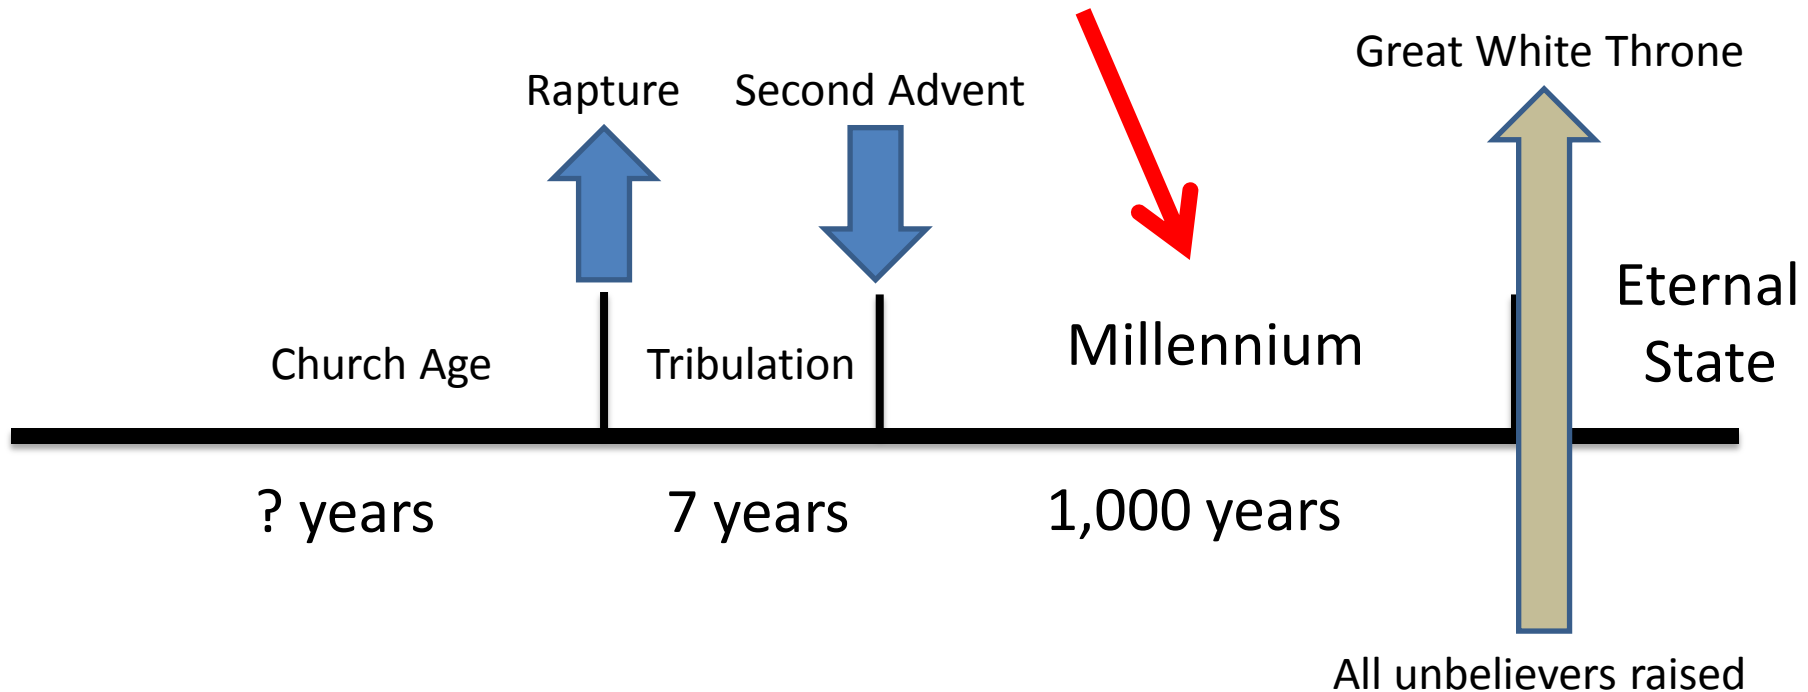 Great White Throne
Rapture
Second Advent
Eternal
State
Millennium
Church Age
Tribulation
? years
7 years
1,000 years
All unbelievers raised